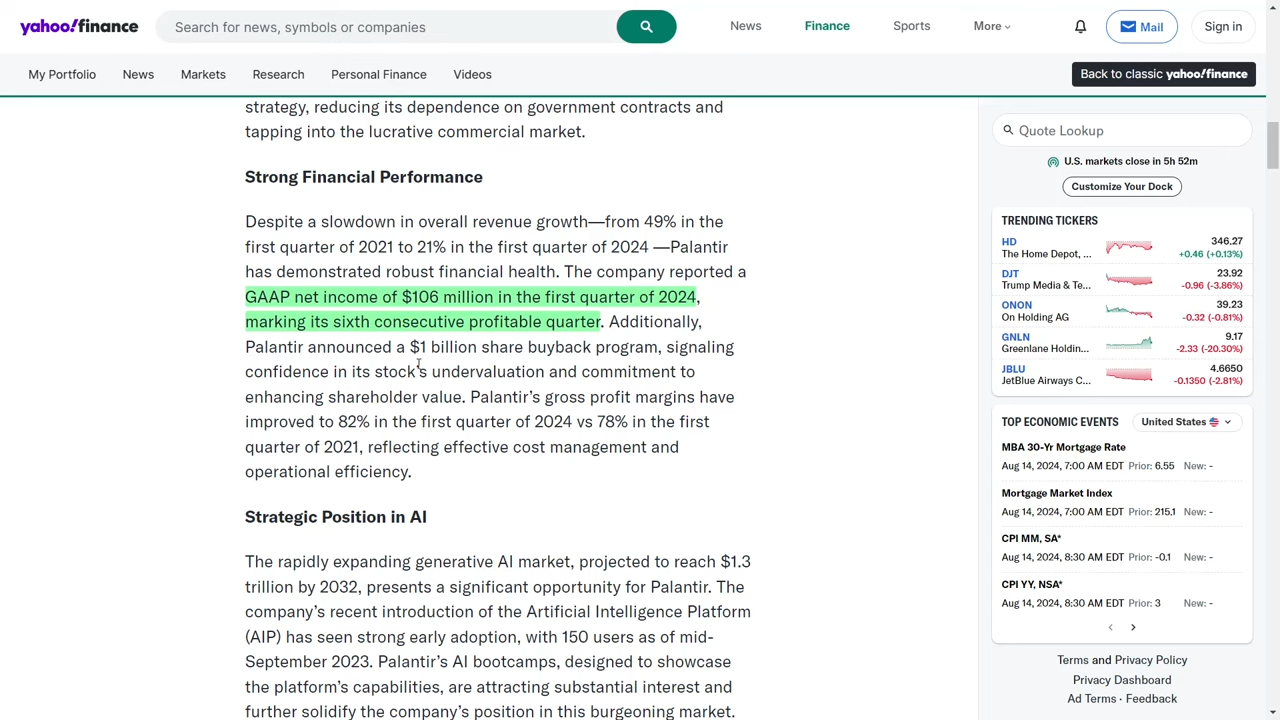 yahoo!finance
Search for news, symbols or companies
News
Finance
Sports
More
Mail
Sign in
My Portfolio
News
Markets
Research
Personal Finance
Videos
Back to classic yahoo!finance
strategy, reducing its dependence on government contracts and
tapping into the lucrative commercial market.
Strong Financial Performance
Despite a slowdown in overall revenue growth—from 49% in the
first quarter of 2021 to 21% in the first quarter of 2024 —Palantir
has demonstrated robust financial health. The company reported a
GAAP net income of $106 million in the first quarter of 2024,
marking its sixth consecutive profitable quarter. Additionally,
Palantir announced a $1 billion share buyback program, signaling
confidence in its stock's undervaluation and commitment to
enhancing shareholder value. Palantir’s gross profit margins have
improved to 82% in the first quarter of 2024 vs 78% in the first
quarter of 2021, reflecting effective cost management and
operational efficiency.
Strategic Position in AI
The rapidly expanding generative AI market, projected to reach $1.3
trillion by 2032, presents a significant opportunity for Palantir. The
company’s recent introduction of the Artificial Intelligence Platform
(AIP) has seen strong early adoption, with 150 users as of mid-
September 2023. Palantir’s AI bootcamps, designed to showcase
the platform’s capabilities, are attracting substantial interest and
further solidify the company’s position in this burgeoning market.
Quote Lookup
U.S. markets close in 5h 52m
Customize Your Dock
TRENDING TICKERS
HD 346.27
The Home Depot, ... +0.46 (+0.13%)
DJT 23.92
Trump Media & Te... -0.96 (-3.86%)
ONON 39.23
On Holding AG -0.32 (-0.81%)
GNLN 9.17
Greenlane Holdin... -2.33 (-20.30%)
JBLU 4.6650
JetBlue Airways C... -0.1350 (-2.81%)
TOP ECONOMIC EVENTS United States
MBA 30-Yr Mortgage Rate
Aug 14, 2024, 7:00 AM EDT Prior: 6.55 New: -
Mortgage Market Index
Aug 14, 2024, 7:00 AM EDT Prior: 215.1 New: -
CPI MM, SA*
Aug 14, 2024, 8:30 AM EDT Prior: -0.1 New: -
CPI YY, NSA*
Aug 14, 2024, 8:30 AM EDT Prior: 3 New: -
Terms and Privacy Policy
Privacy Dashboard
Ad Terms · Feedback